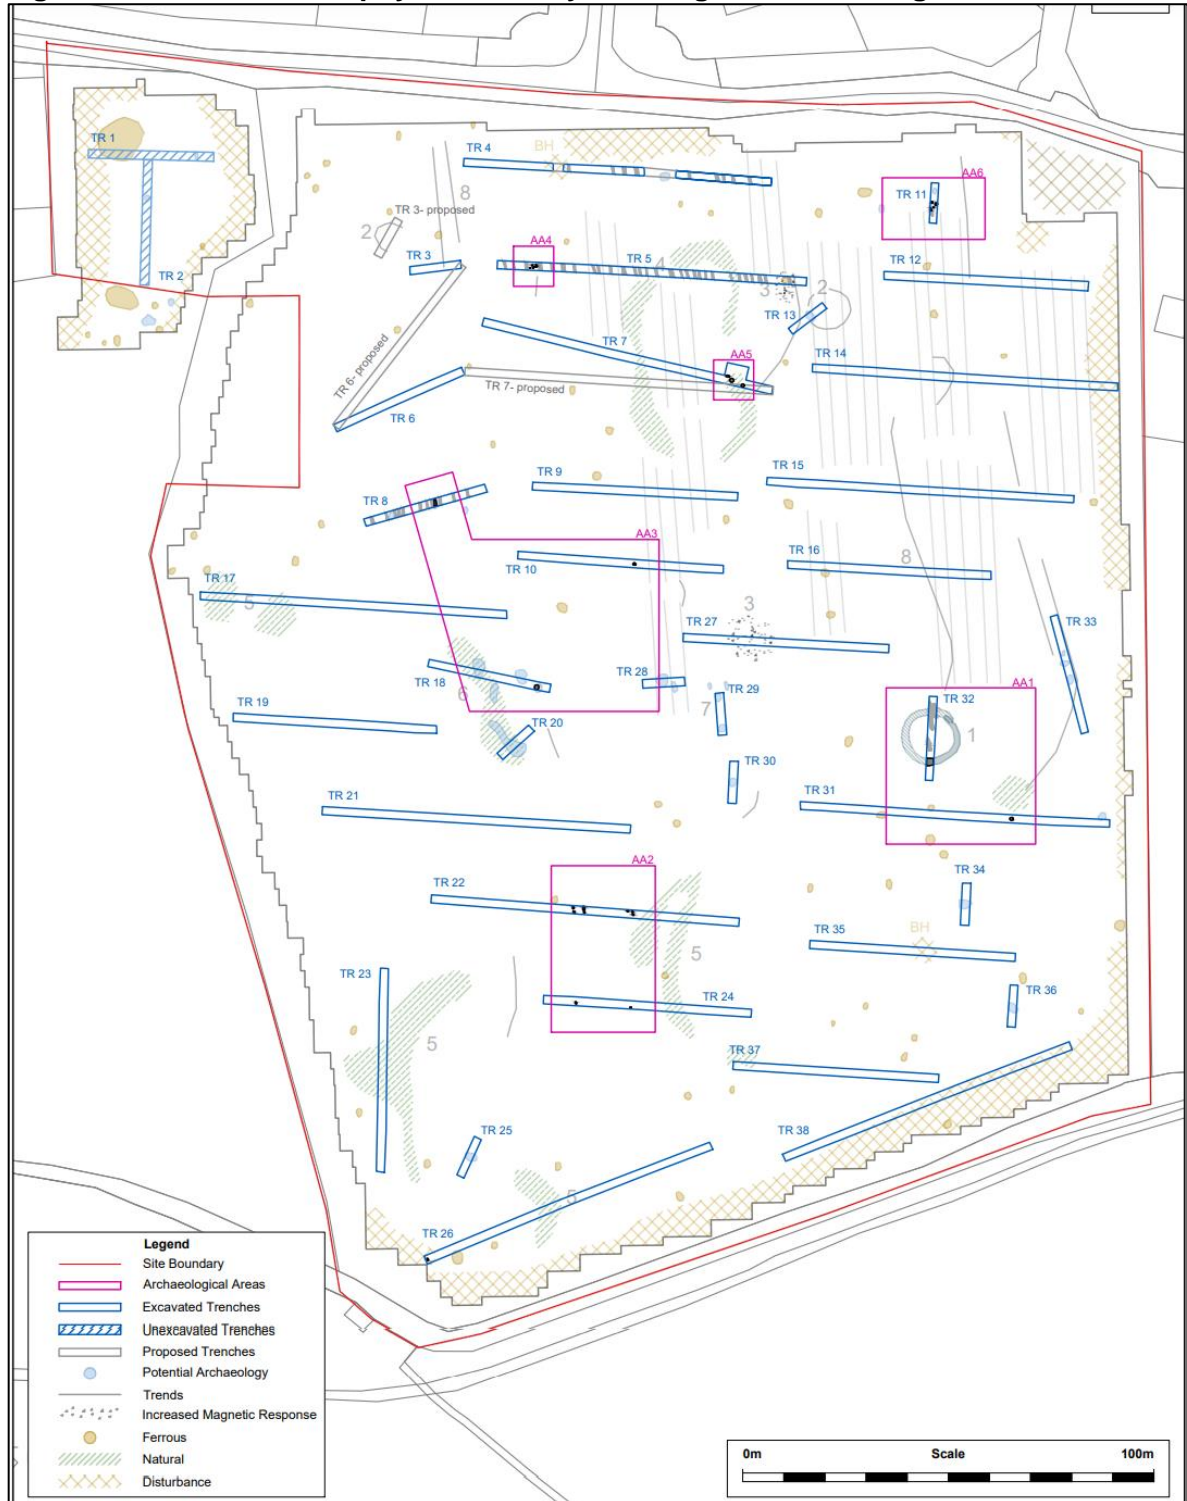 TR 1
TR 2
BH
TR 4
8
TR 3- proposed
2
TR 3
AA4
TR 5
4
3
2
TR 13
AA6
TR 11
TR 12
TR 7
AA5
TR 14
TR 6- proposed
TR 7- proposed
TR 6
TR 9
TR 15
TR 8
AA3
TR 10
TR 16
8
TR 17
5
3
TR 27
TR 33
TR 18
6
TR 28
TR 29
7
AA1
TR 32
1
TR 19
TR 20
TR 30
TR 21
TR 31
AA2
TR 22
TR 34
TR 35
BH
5
TR 23
TR 24
TR 36
5
TR 37
TR 25
TR 38
5
TR 26
Legend
Site Boundary
Archaeological Areas
Excavated Trenches
Unexcavated Trenches
Proposed Trenches
Potential Archaeology
Trends
Increased Magnetic Response
Ferrous
Natural
Disturbance
0m Scale 100m